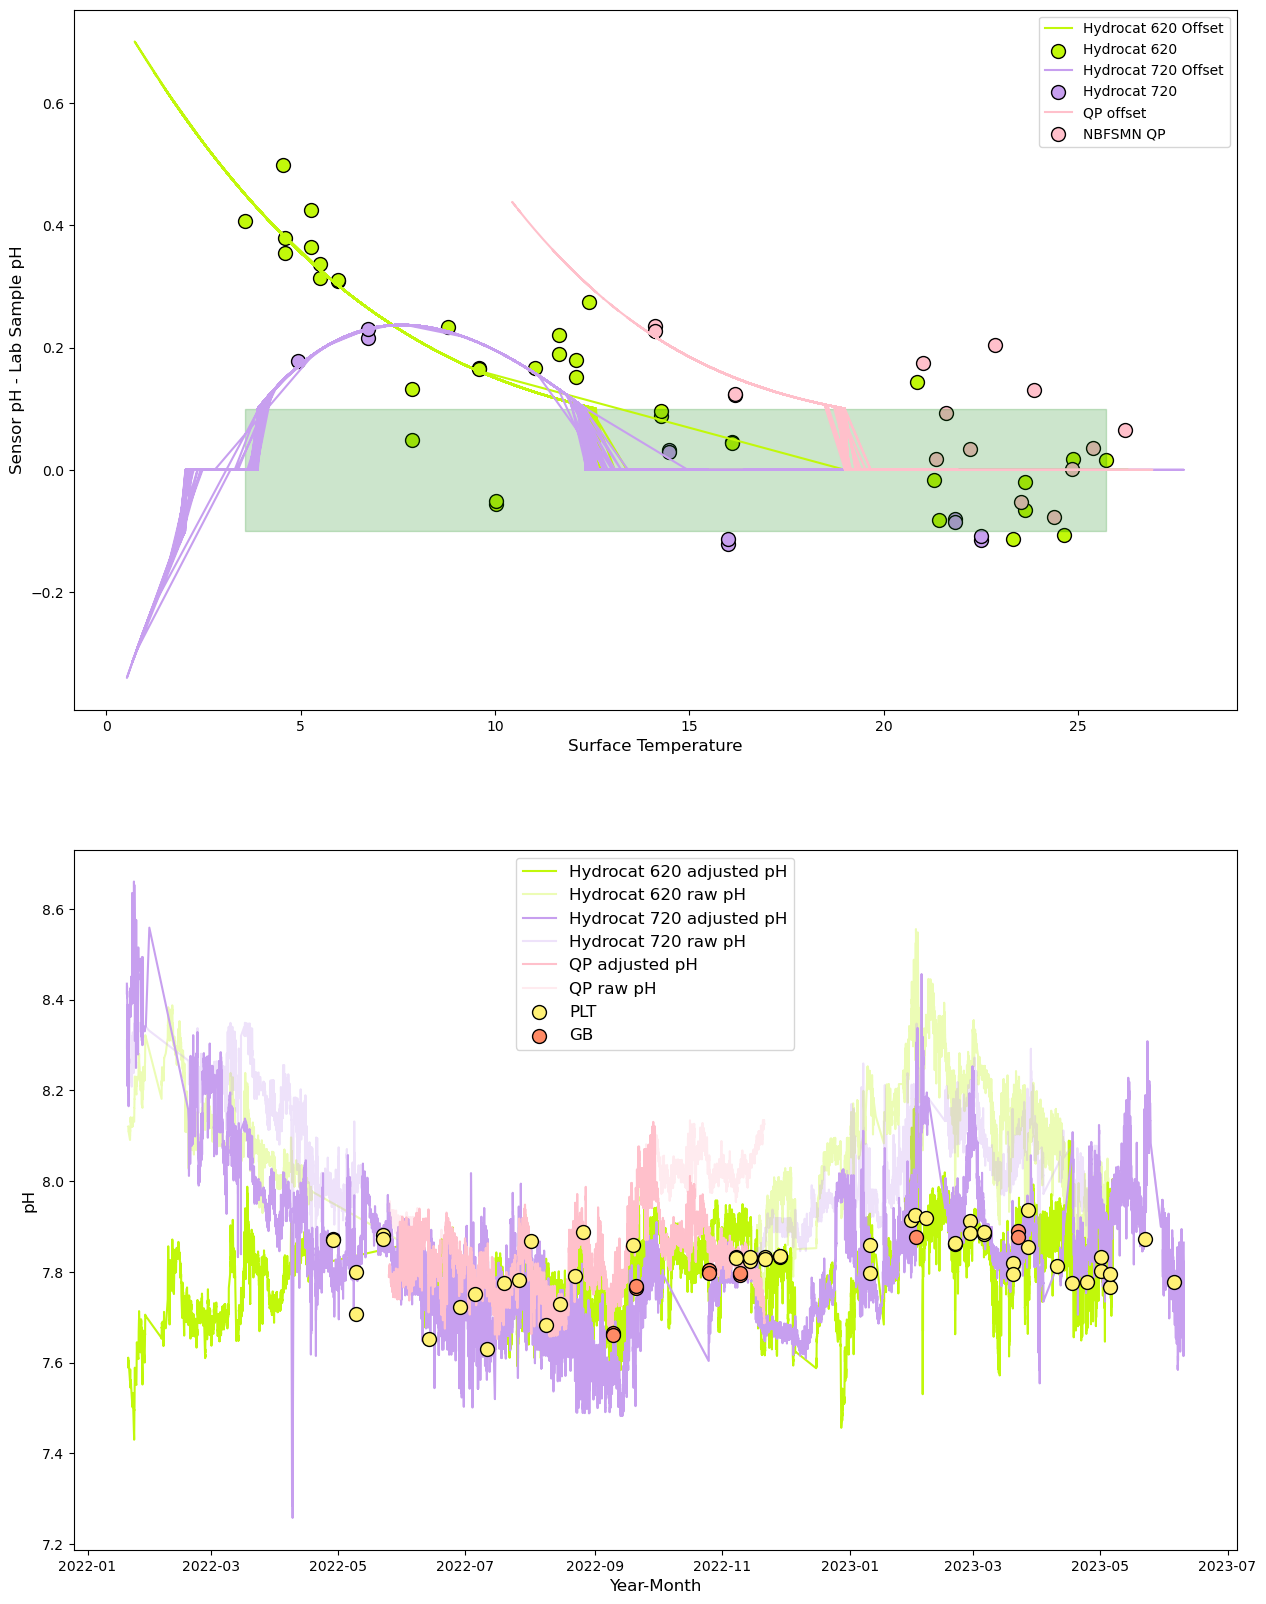 Hydrocat 620 Offset
Hydrocat 620
Hydrocat 720 Offset
Hydrocat 720
QP offset
NBFSMN QP
0.6
0.4
0.2
0.0
−0.2
Sensor pH - Lab Sample pH
0 5 10 15 20 25
Surface Temperature
Hydrocat 620 adjusted pH
Hydrocat 620 raw pH
Hydrocat 720 adjusted pH
Hydrocat 720 raw pH
QP adjusted pH
QP raw pH
PLT
GB
8.6
8.4
8.2
8.0
7.8
7.6
7.4
7.2
pH
2022-01 2022-03 2022-05 2022-07 2022-09 2022-11 2023-01 2023-03 2023-05 2023-07
Year-Month